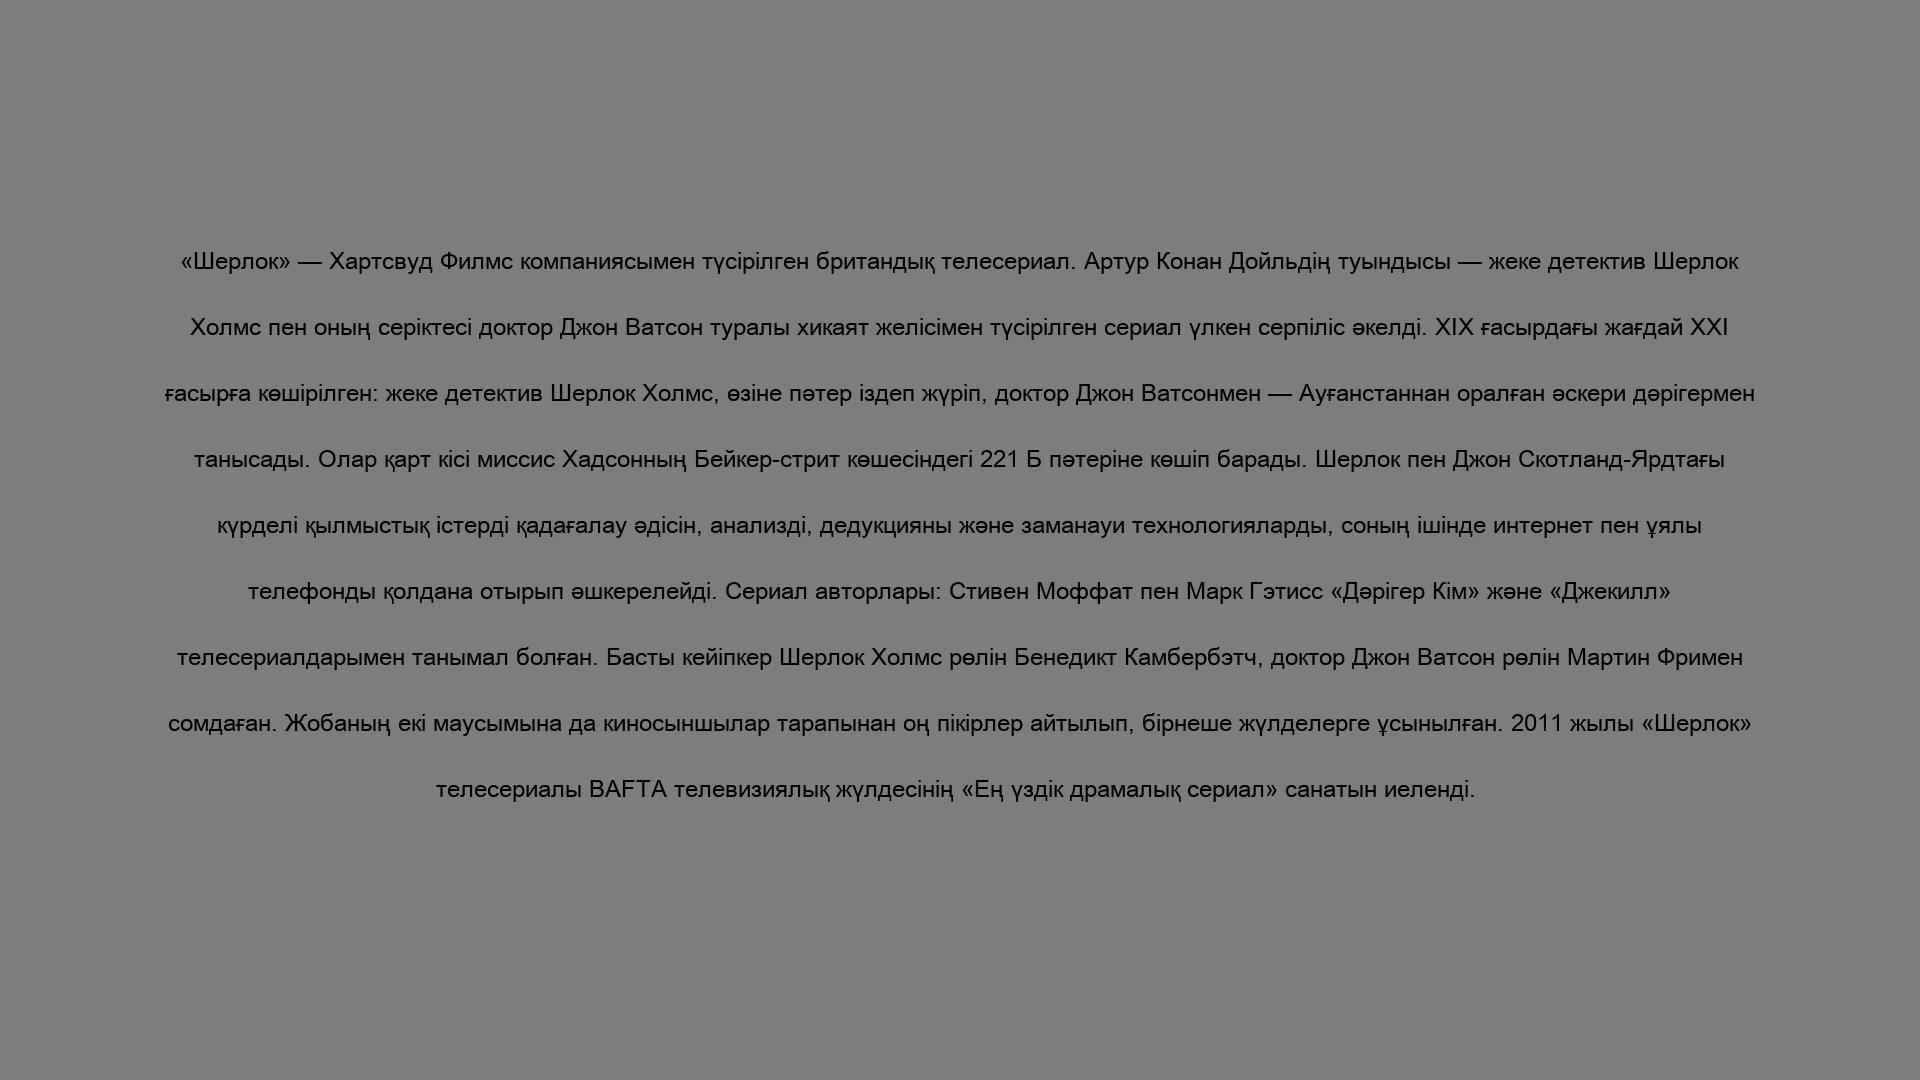 «Шерлок» — Хартсвуд Филмс компаниясымен түсірілген британдық телесериал. Артур Конан Дойльдің туындысы — жеке детектив Шерлок
Холмс пен оның серіктесі доктор Джон Ватсон туралы хикаят желісімен түсірілген сериал үлкен серпіліс әкелді. XIX ғасырдағы жағдай XXI
ғасырға көшірілген: жеке детектив Шерлок Холмс, өзіне пәтер іздеп жүріп, доктор Джон Ватсонмен — Ауғанстаннан оралған әскери дәрігермен
танысады. Олар қарт кісі миссис Хадсонның Бейкер-стрит көшесіндегі 221 Б пәтеріне көшіп барады. Шерлок пен Джон Скотланд-Ярдтағы
күрделі қылмыстық істерді қадағалау әдісін, анализді, дедукцияны және заманауи технологияларды, соның ішінде интернет пен ұялы
телефонды қолдана отырып әшкерелейді. Сериал авторлары: Стивен Моффат пен Марк Гэтисс «Дәрігер Кім» және «Джекилл»
телесериалдарымен танымал болған. Басты кейіпкер Шерлок Холмс рөлін Бенедикт Камбербэтч, доктор Джон Ватсон рөлін Мартин Фримен
сомдаған. Жобаның екі маусымына да киносыншылар тарапынан оң пікірлер айтылып, бірнеше жүлделерге ұсынылған. 2011 жылы «Шерлок»
телесериалы BAFTA телевизиялық жүлдесінің «Ең үздік драмалық сериал» санатын иеленді.